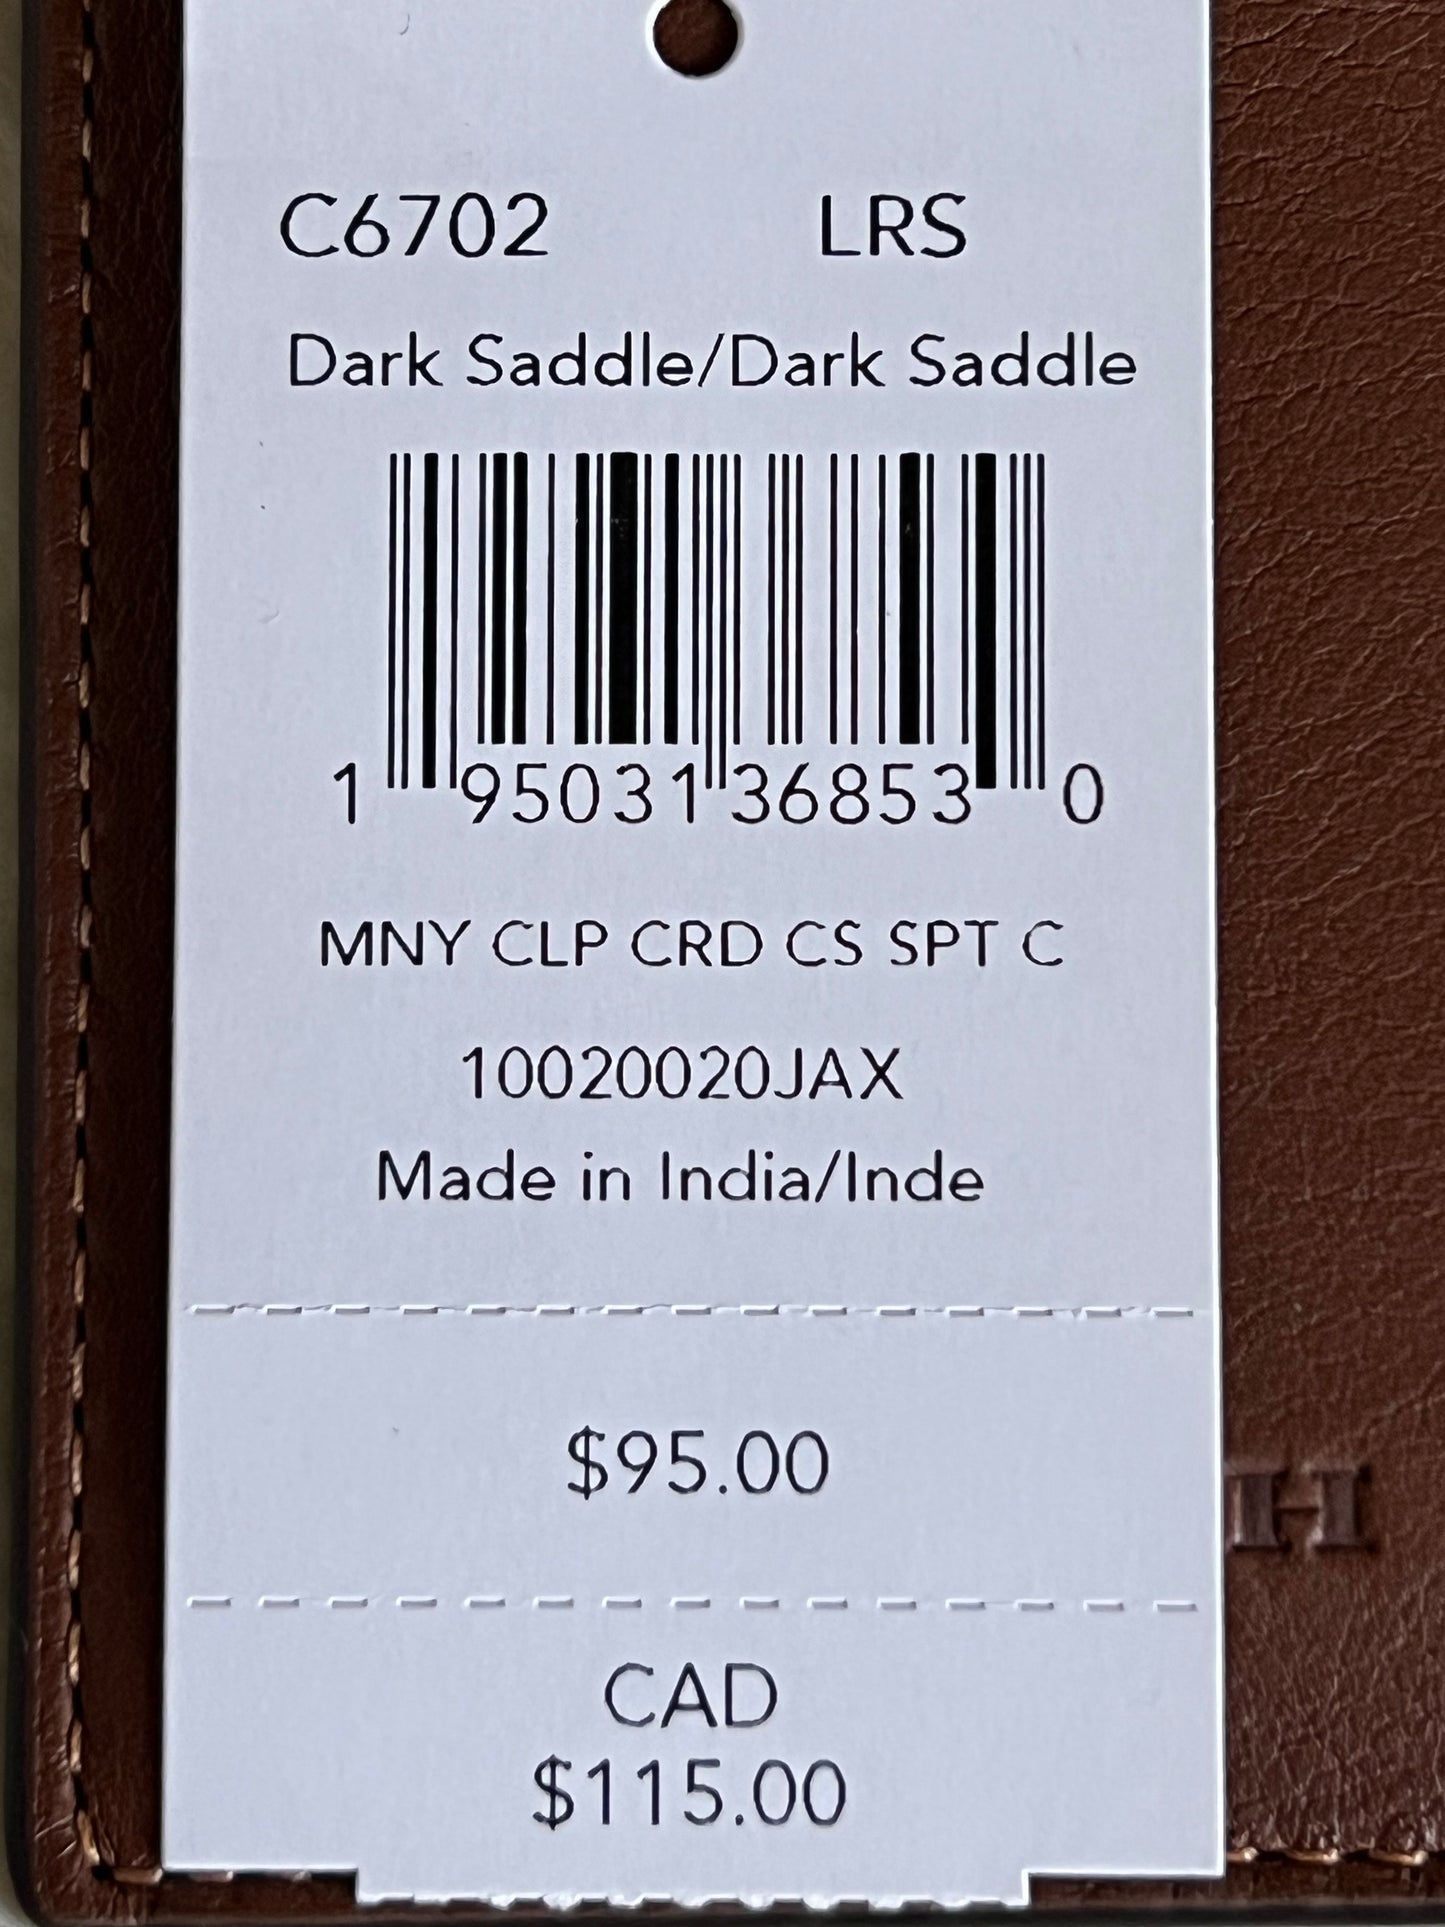 C6702 LRS
Dark Saddle/Dark Saddle
1 95031 36853 0
MNY CLP CRD CS SPT C
10020020JAX
Made in India/Inde
$95.00
CAD
$115.00